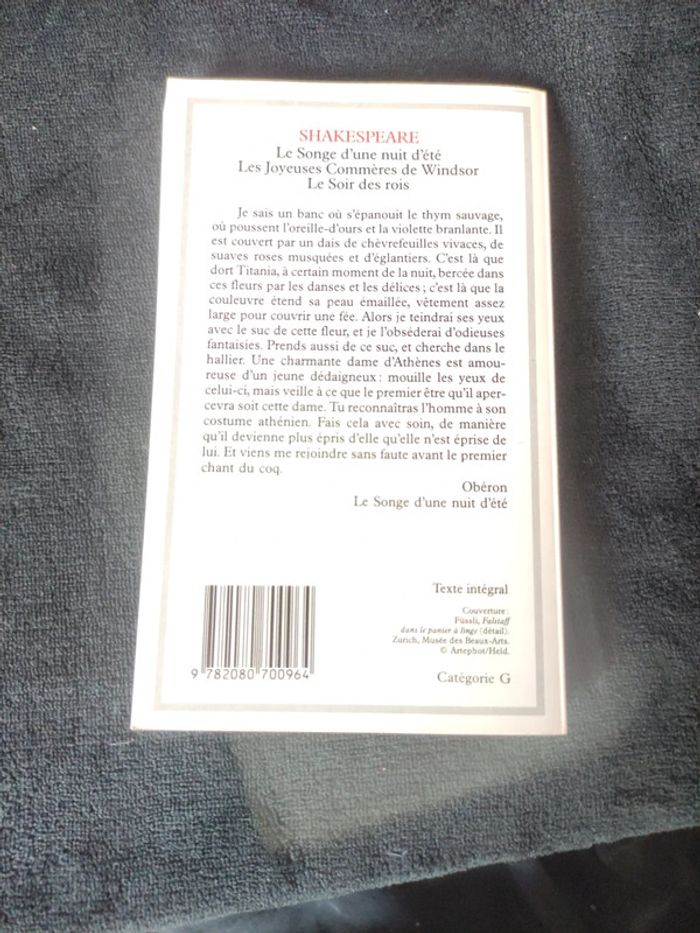 SHAKESPEARE
Le Songe d'une nuit d'été
Les Joyeuses Commères de Windsor
Le Soir des rois
Je sais un banc où s'épanouit le thym sauvage,
où poussent l'oreille-d'ours et la violette branlante. Il
est couvert par un dais de chèvrefeuilles vivaces, de
suaves roses musquées et d'églantiers. C'est là que
dort Titania, à certain moment de la nuit, bercée dans
ces fleurs par les danses et les délices ; c'est là que la
couleuvre étend sa peau émaillée, vêtement assez
large pour couvrir une fée. Alors je teindrai ses yeux
avec le suc de cette fleur, et je l'obséderai d'odieuses
fantaisies. Prends aussi de ce suc, et cherche dans le
hallier. Une charmante dame d'Athènes est amou-
reuse d'un jeune dédaigneux : mouille les yeux de
celui-ci, mais veille à ce que le premier être qu'il aper-
cevra soit cette dame. Tu reconnaîtras l'homme à son
costume athénien. Fais cela avec soin, de manière
qu'il devienne plus épris d'elle qu'elle n'est éprise de
lui. Et viens me rejoindre sans faute avant le premier
chant du coq.
Obéron
Le Songe d'une nuit d'été
Texte intégral
Couverture :
Füssli, Falstaff
dans le panier à linge (détail).
Zurich, Musée des Beaux-Arts.
© Artephot/Held.
9 782080 700964
Catégorie G